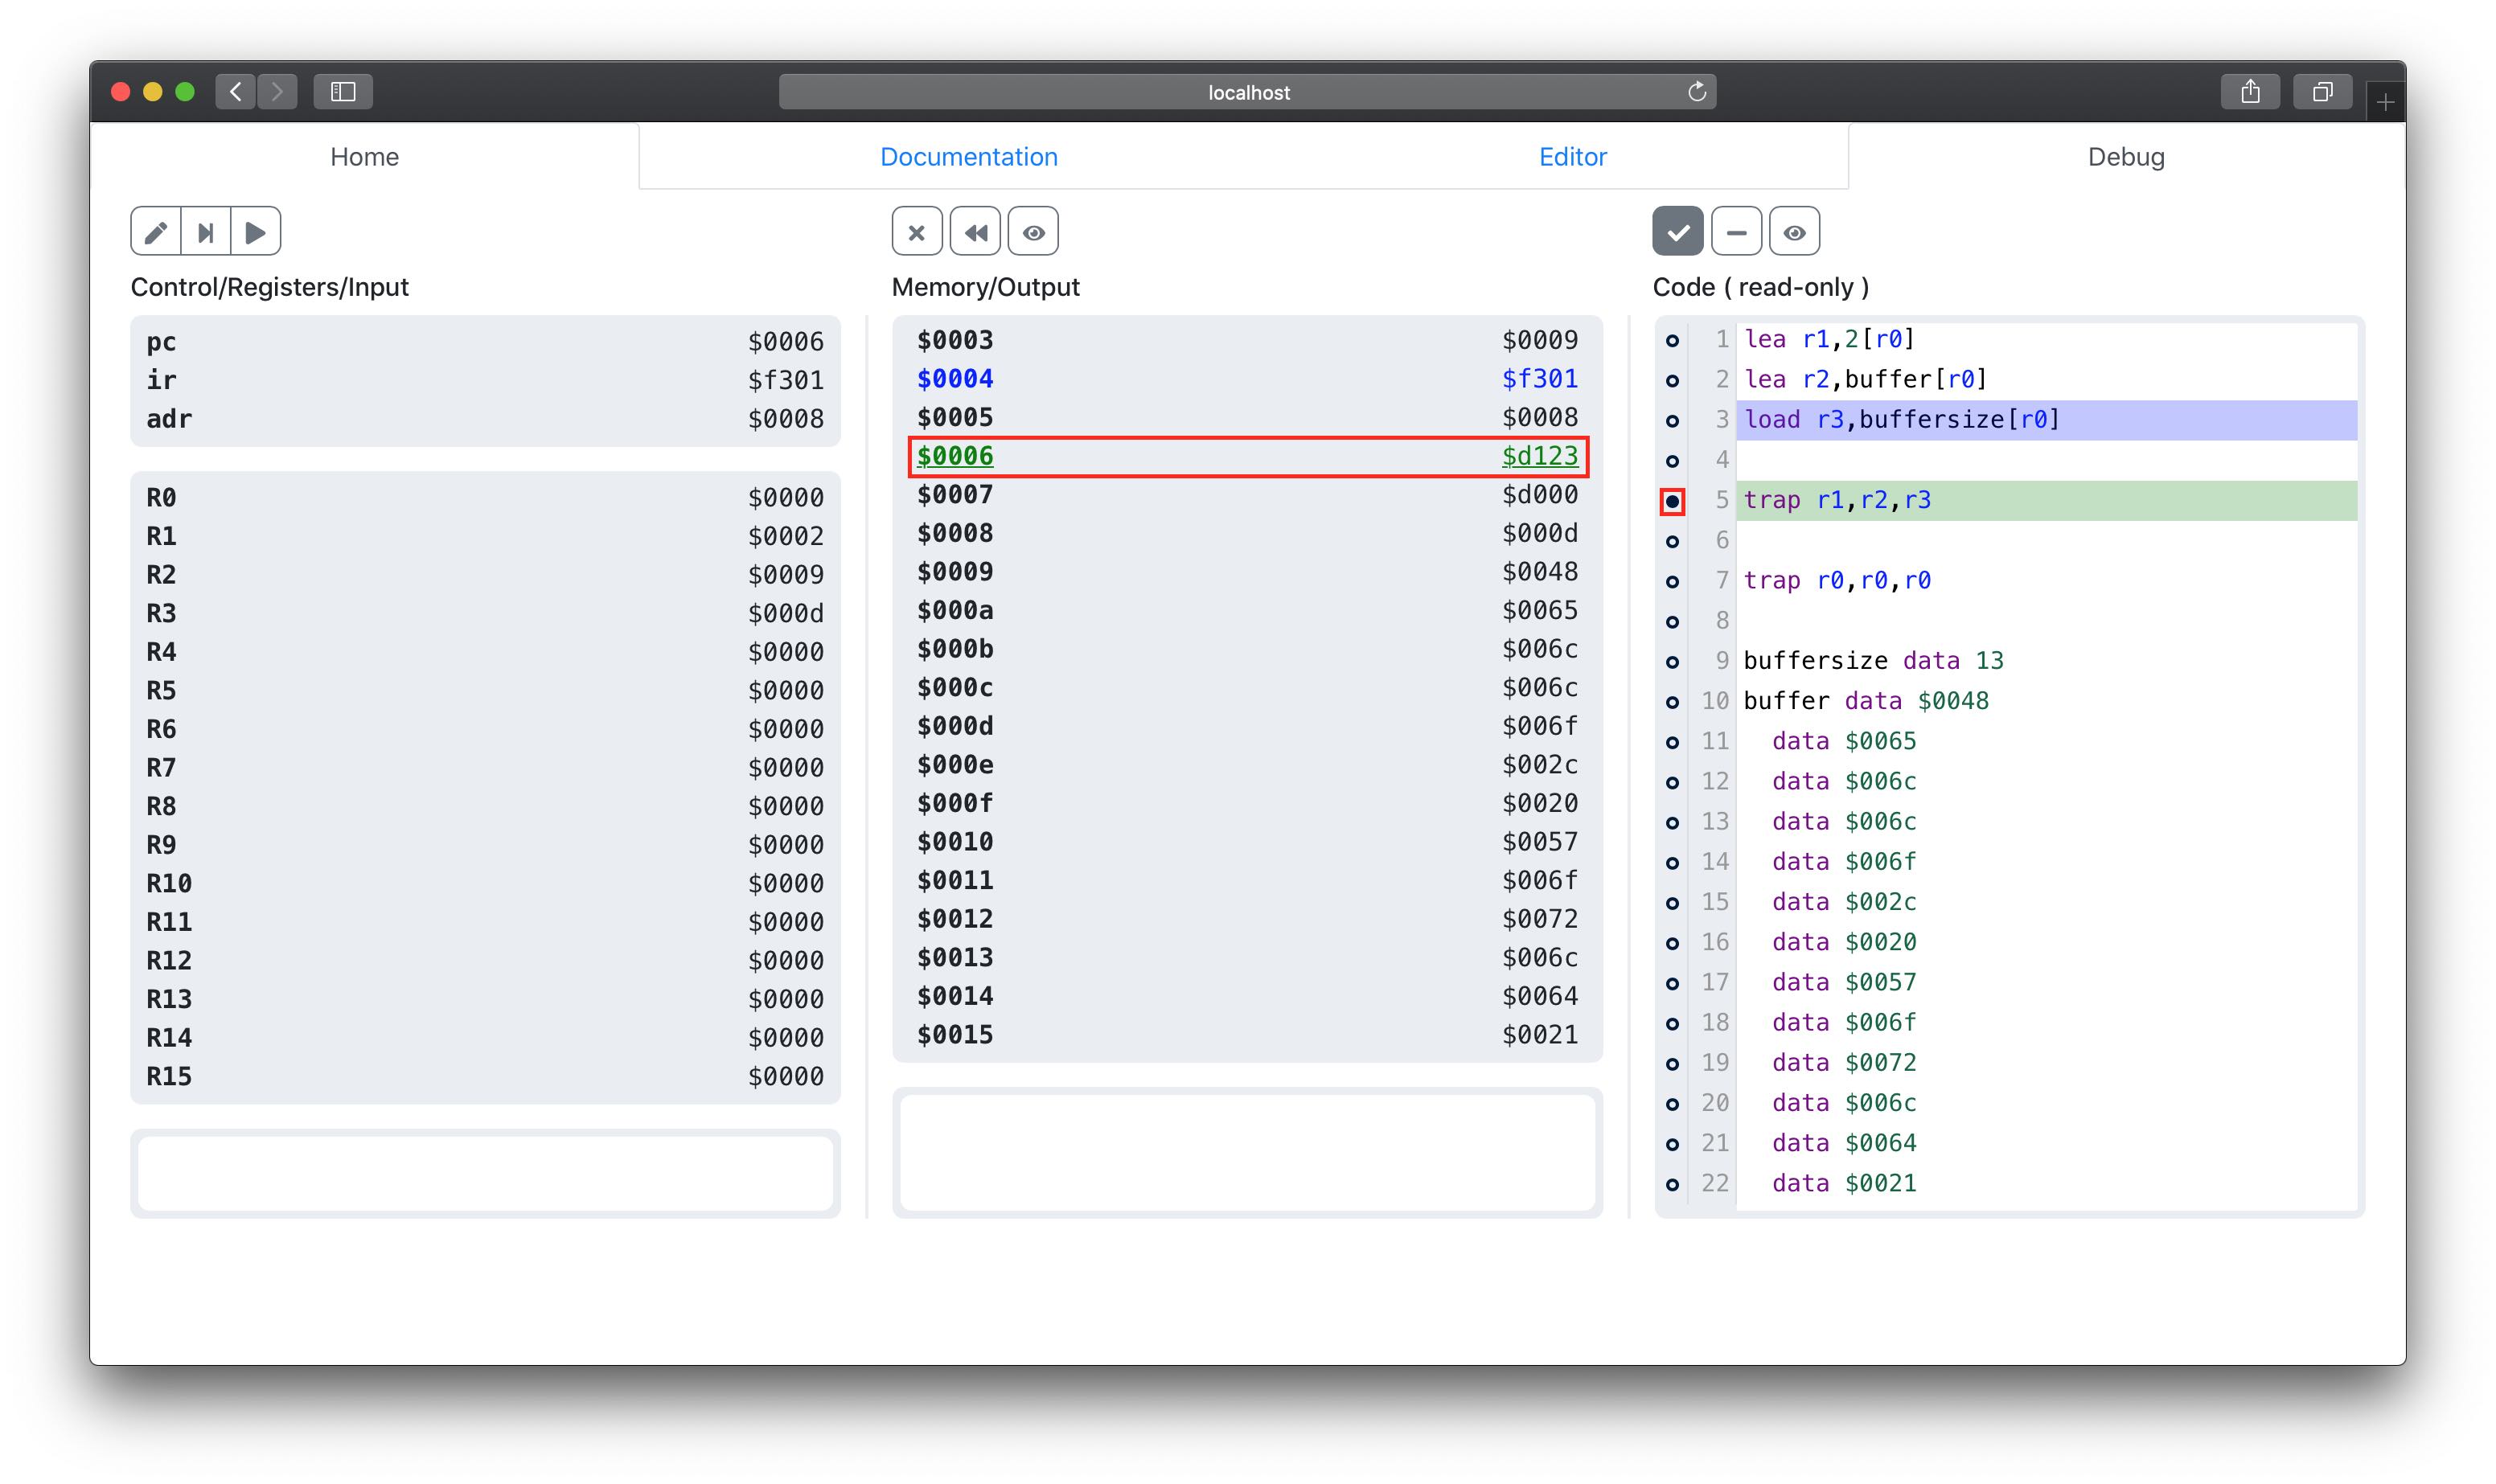 localhost
Home Documentation Editor Debug
Control/Registers/Input
pc $0006
ir $f301
adr $0008
R0 $0000
R1 $0002
R2 $0009
R3 $000d
R4 $0000
R5 $0000
R6 $0000
R7 $0000
R8 $0000
R9 $0000
R10 $0000
R11 $0000
R12 $0000
R13 $0000
R14 $0000
R15 $0000
Memory/Output
$0003 $0009
$0004 $f301
$0005 $0008
$0006 $d123
$0007 $d000
$0008 $000d
$0009 $0048
$000a $0065
$000b $006c
$000c $006c
$000d $006f
$000e $002c
$000f $0020
$0010 $0057
$0011 $006f
$0012 $0072
$0013 $006c
$0014 $0064
$0015 $0021
Code ( read-only )
1 lea r1,2[r0]
2 lea r2,buffer[r0]
3 load r3,buffersize[r0]
4
5 trap r1,r2,r3
6
7 trap r0,r0,r0
8
9 buffersize data 13
10 buffer data $0048
11 data $0065
12 data $006c
13 data $006c
14 data $006f
15 data $002c
16 data $0020
17 data $0057
18 data $006f
19 data $0072
20 data $006c
21 data $0064
22 data $0021